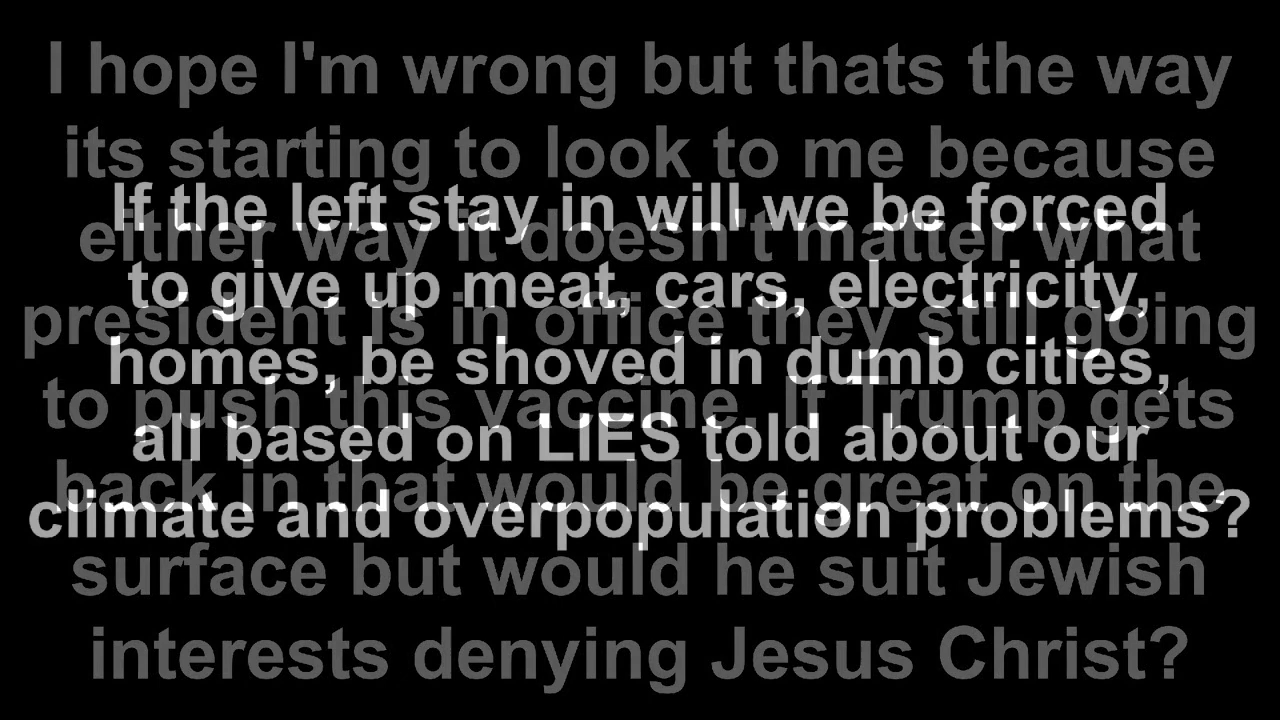 I hope I'm wrong but thats the way
its starting to look to me because
either way it doesn't matter what
president is in office they still going
to push this vaccine. If Trump gets
back in that would be great on the
surface but would he suit Jewish
interests denying Jesus Christ?
If the left stay in will we be forced
to give up meat, cars, electricity,
homes, be shoved in dumb cities,
all based on LIES told about our
climate and overpopulation problems?